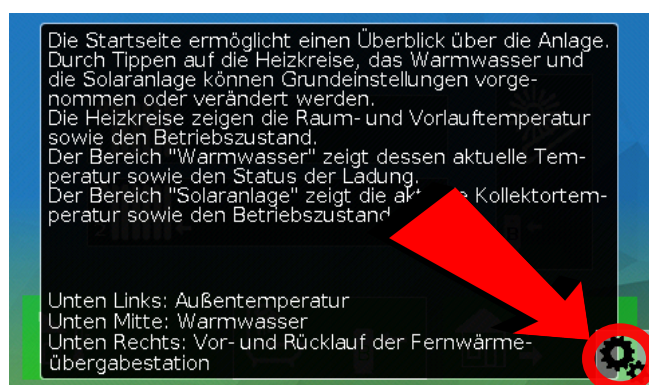 Die Startseite ermöglicht einen Überblick über die Anlage.
Durch Tippen auf die Heizkreise, das Warmwasser und
die Solaranlage können Grundeinstellungen vorge-
nommen oder verändert werden.
Die Heizkreise zeigen die Raum- und Vorlauftemperatur
sowie den Betriebszustand.
Der Bereich "Warmwasser" zeigt dessen aktuelle Tem-
peratur sowie den Status der Ladung.
Der Bereich "Solaranlage" zeigt die Kollektortem-
peratur sowie den Betriebszustand
Unten Links: Außentemperatur
Unten Mitte: Warmwasser
Unten Rechts: Vor- und Rücklauf der Fernwärme-
übergabestation